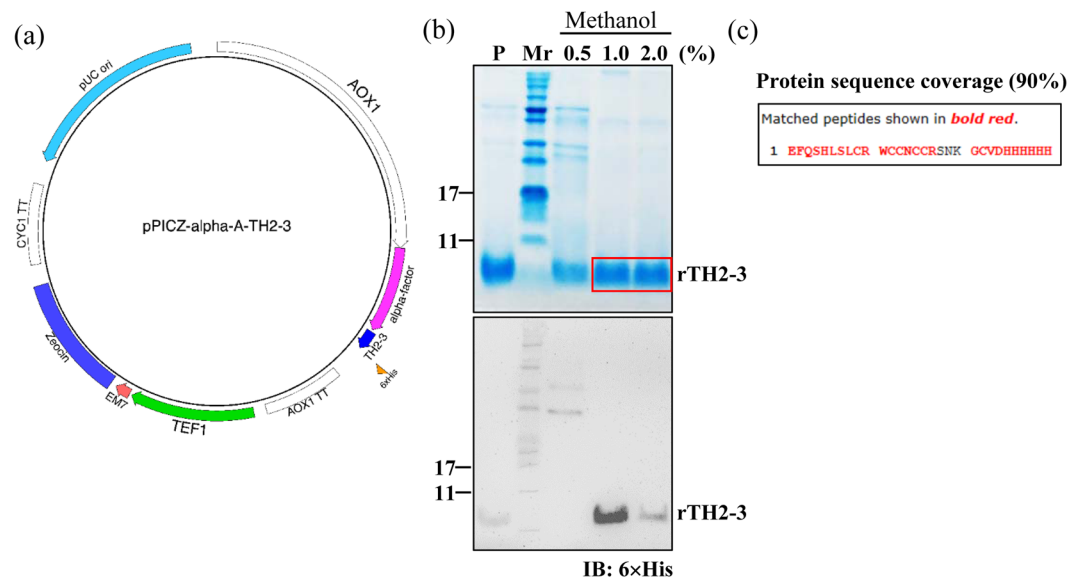 (a)
pUC ori
AOX1
CYC1 TT
pPICZ-alpha-A-TH2-3
alpha-factor
TH2-3
6xHis
Zeocin
EM7
TEF1
AOX1 TT
(b)
Methanol
P Mr 0.5 1.0 2.0 (%)
17
11
rTH2-3
17
11
rTH2-3
IB: 6×His
(c)
Protein sequence coverage (90%)
Matched peptides shown in bold red.
1 EFQSHLSLCR WCCNCCRSNK GCVDHHHHHH